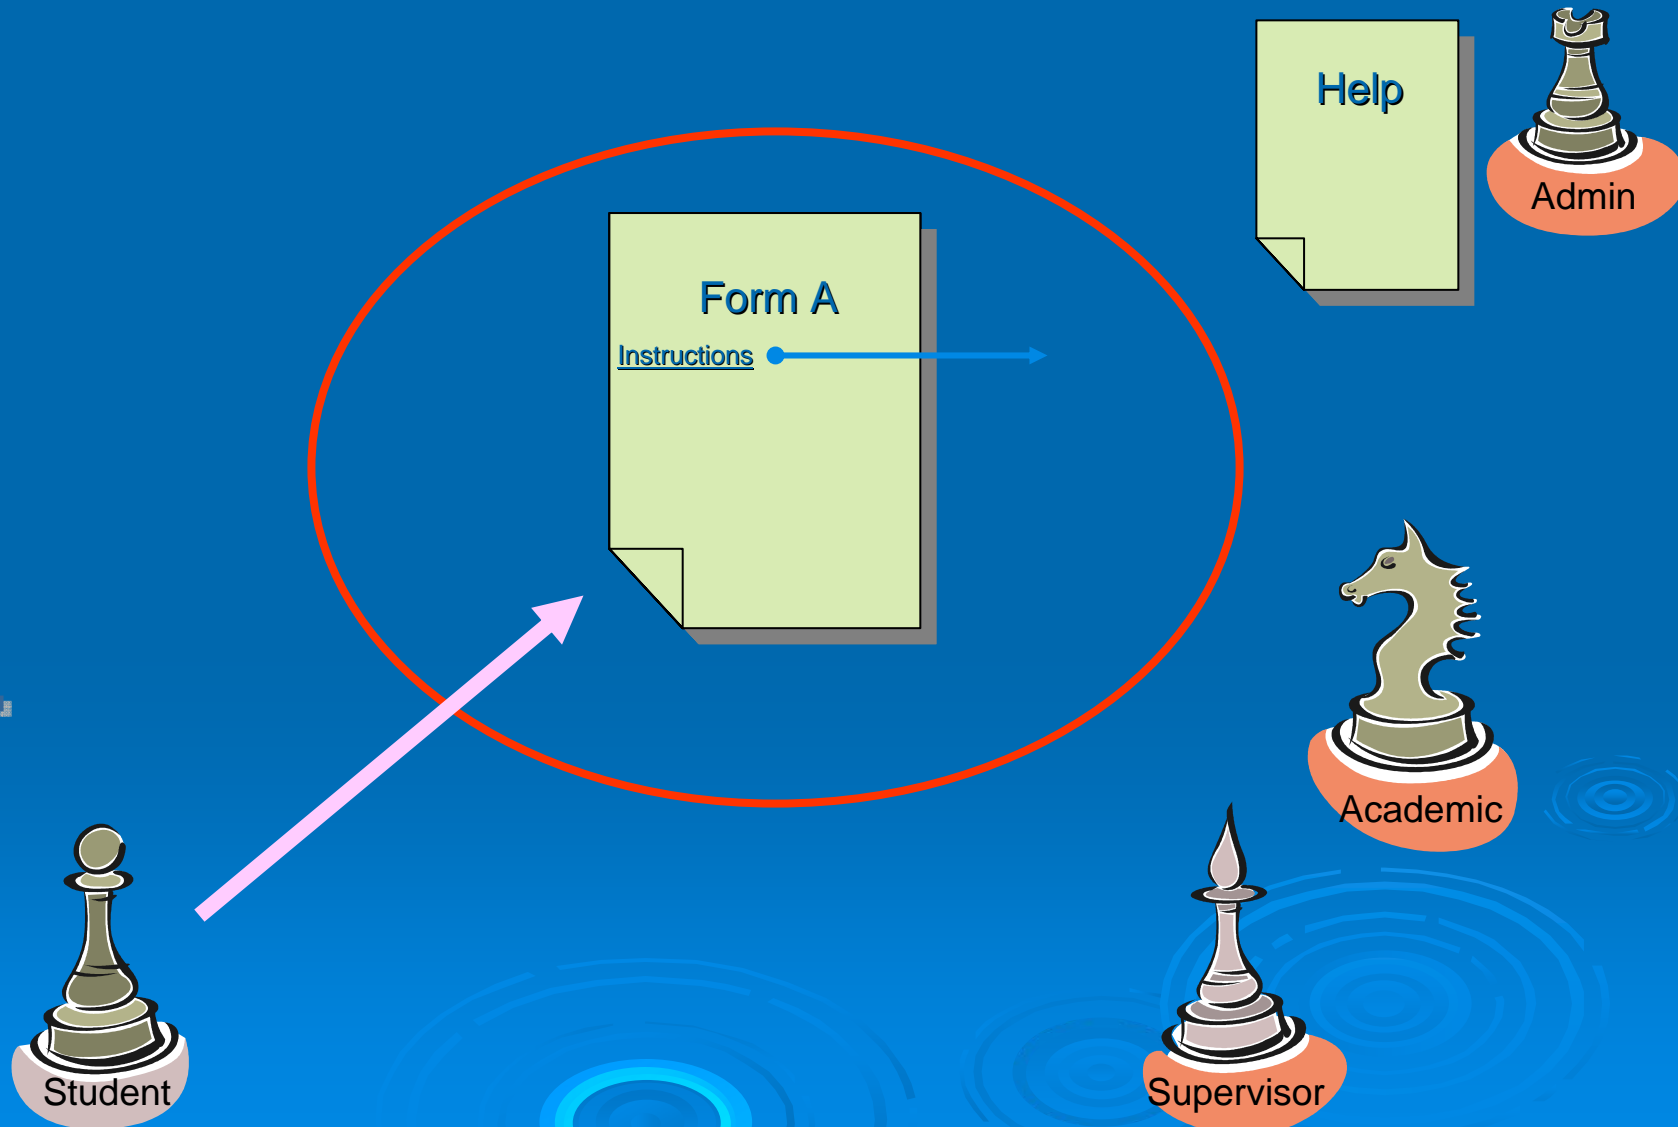 Help
Admin
Form A
Instructions
Academic
Supervisor
Student